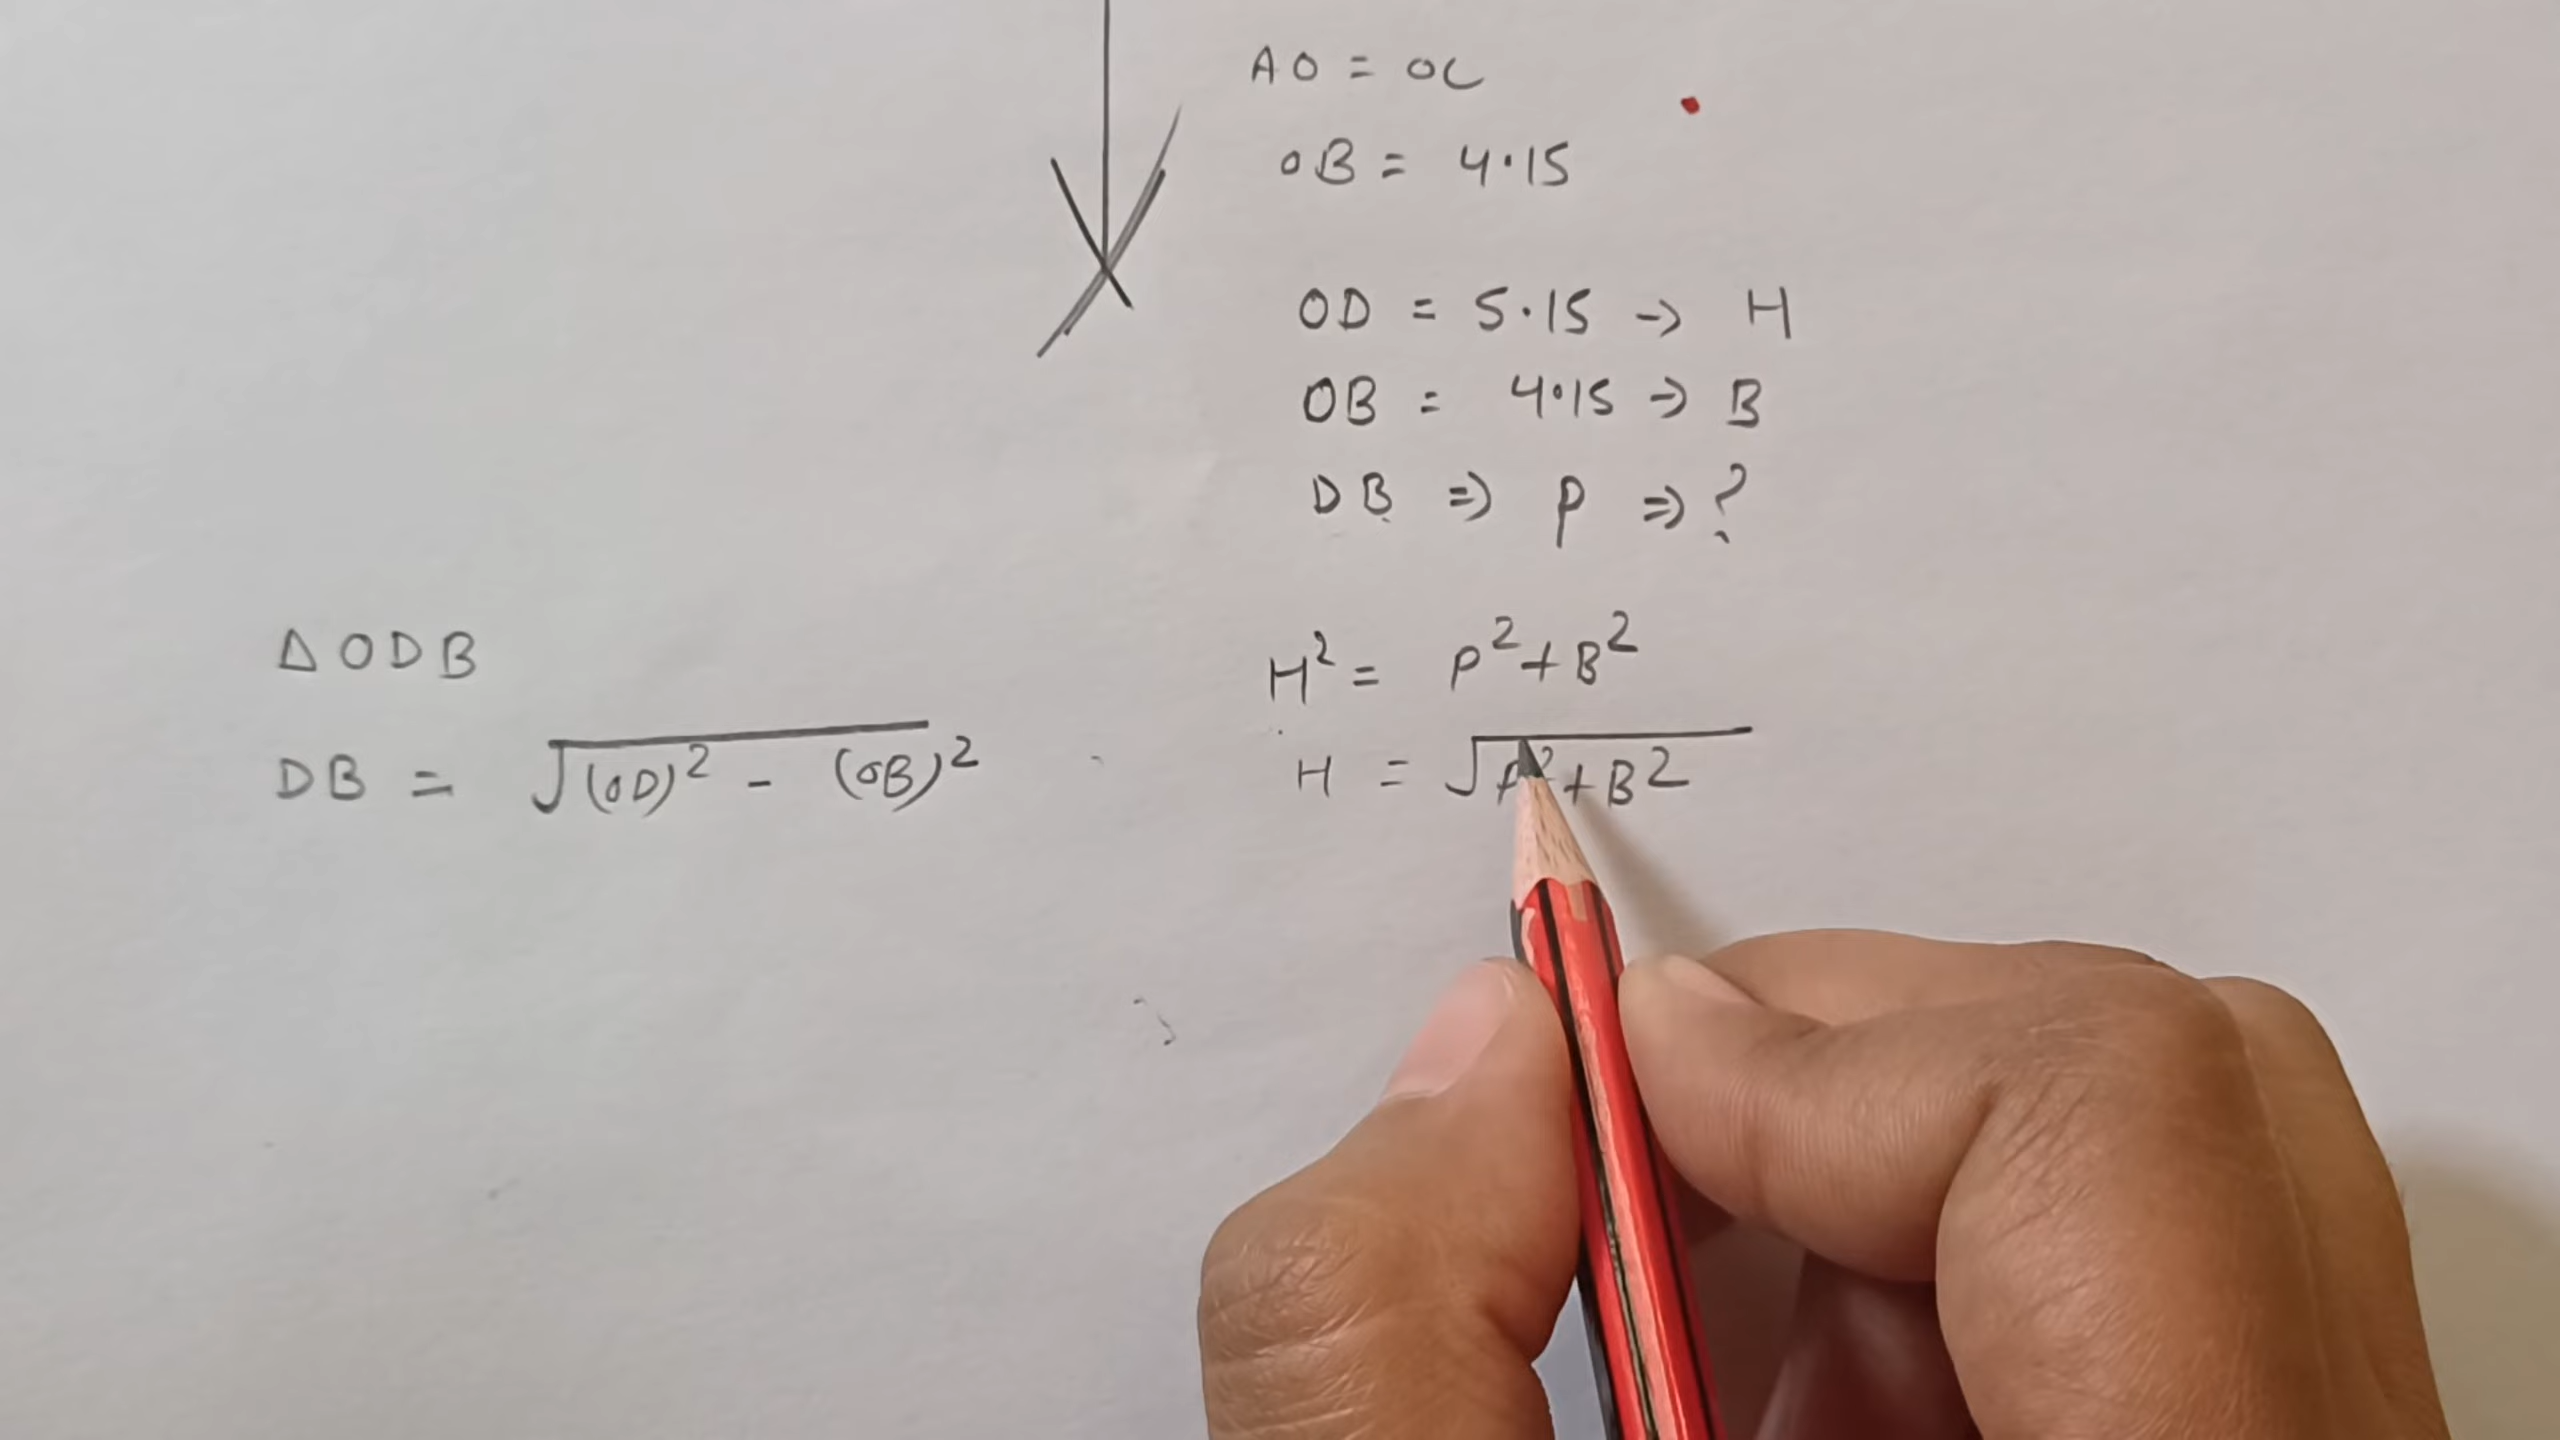 AO = OC
OB = 4.15
OD = 5.15 → H
OB = 4.15 → B
DB ⇒ P ⇒ ?
△ODB
DB = √(OD)² - (OB)²
H² = P² + B²
H = √P² + B²